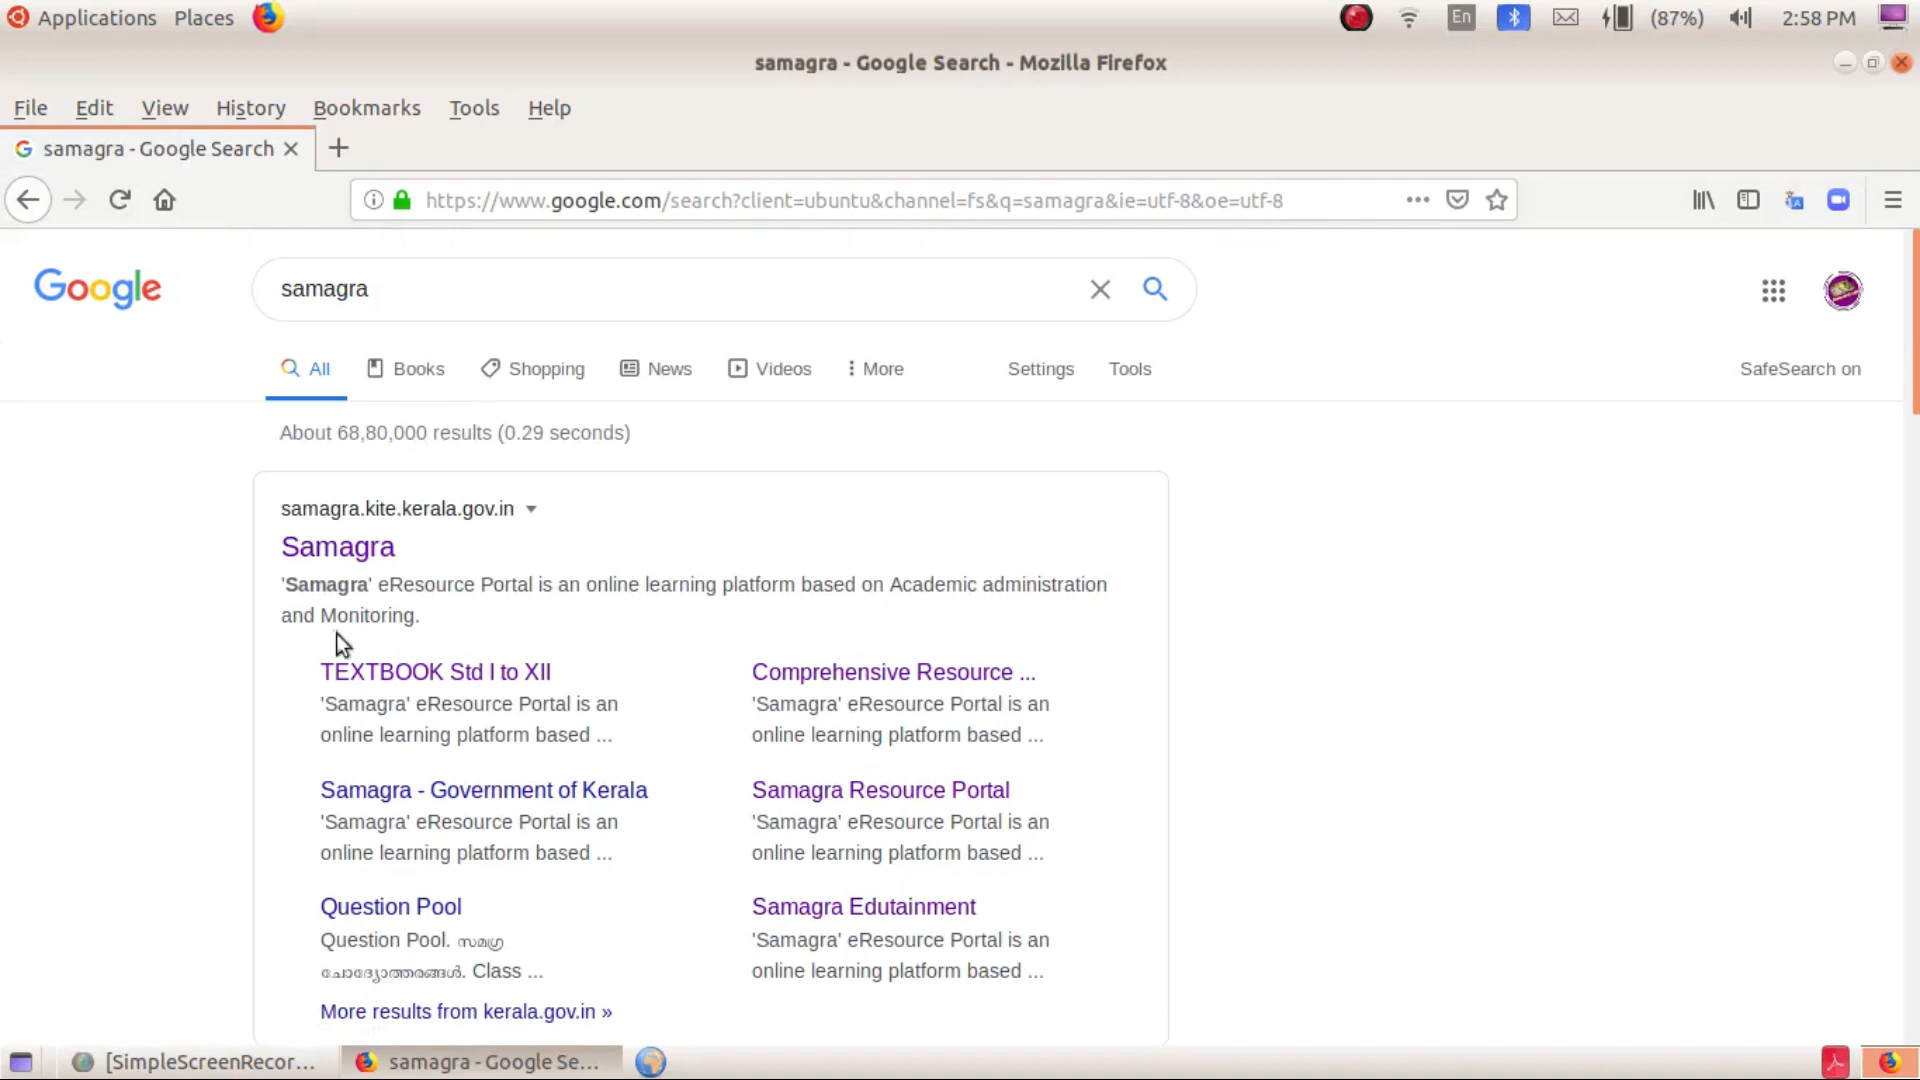 Applications Places En (87%) 2:58 PM
samagra - Google Search - Mozilla Firefox
File Edit View History Bookmarks Tools Help
samagra - Google Search
https://www.google.com/search?client=ubuntu&channel=fs&q=samagra&ie=utf-8&oe=utf-8
Google samagra
All Books Shopping News Videos More Settings Tools SafeSearch on
About 68,80,000 results (0.29 seconds)
samagra.kite.kerala.gov.in
Samagra
'Samagra' eResource Portal is an online learning platform based on Academic administration
and Monitoring.
TEXTBOOK Std I to XII
'Samagra' eResource Portal is an
online learning platform based ...
Comprehensive Resource ...
'Samagra' eResource Portal is an
online learning platform based ...
Samagra - Government of Kerala
'Samagra' eResource Portal is an
online learning platform based ...
Samagra Resource Portal
'Samagra' eResource Portal is an
online learning platform based ...
Question Pool
Question Pool. സമഗ്ര
ചോദ്യോത്തരങ്ങൾ. Class ...
Samagra Edutainment
'Samagra' eResource Portal is an
online learning platform based ...
More results from kerala.gov.in »
[SimpleScreenRecor... samagra - Google Se...